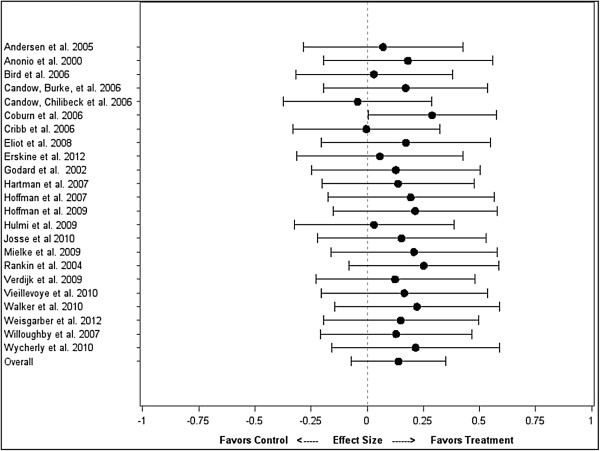 Andersen et al. 2005
Anonio et al. 2000
Bird et al. 2006
Candow, Burke, et al. 2006
Candow, Chilibeck et al. 2006
Coburn et al. 2006
Cribb et al. 2006
Eliot et al. 2008
Erskine et al. 2012
Godard et al. 2002
Hartman et al. 2007
Hoffman et al. 2007
Hoffman et al. 2009
Hulmi et al. 2009
Josse et al 2010
Mielke et al. 2009
Rankin et al. 2004
Verdijk et al. 2009
Vieillevoye et al. 2010
Walker et al. 2010
Weisgarber et al. 2012
Willoughby et al. 2007
Wycherly et al. 2010
Overall
-1 -0.75 -0.5 -0.25 0 0.25 0.5 0.75 1
Favors Control <----- Effect Size ----> Favors Treatment